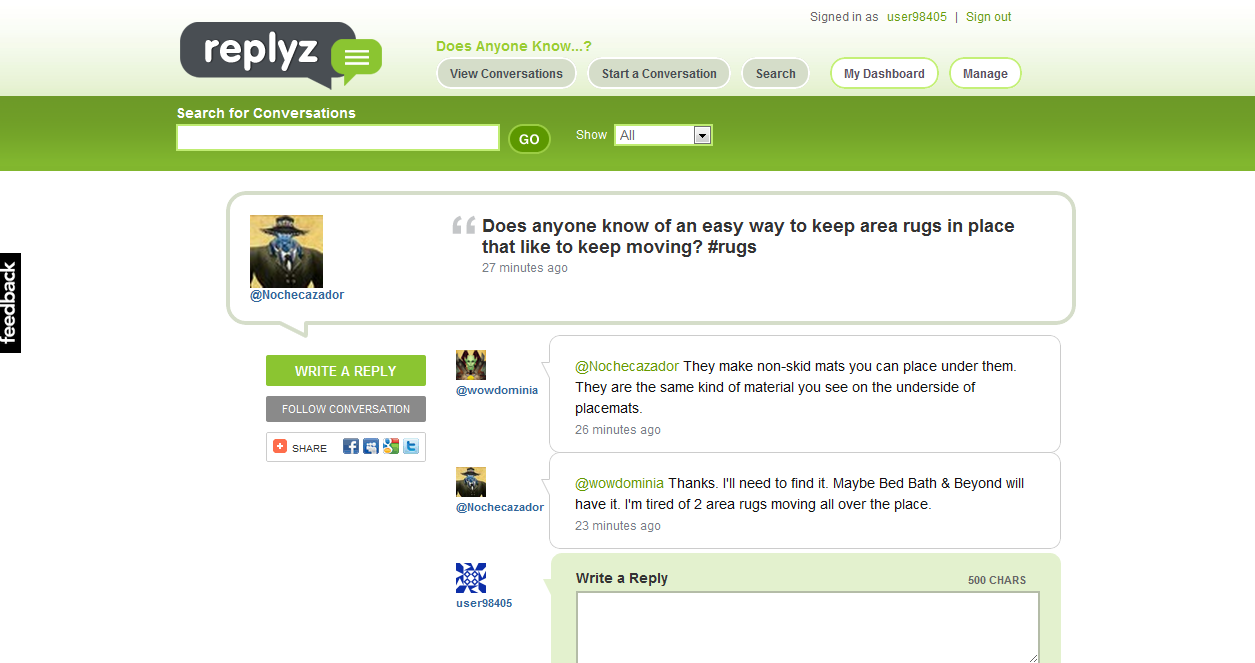 Signed in as user98405 | Sign out
replyz
Does Anyone Know...?
View Conversations Start a Conversation Search My Dashboard Manage
Search for Conversations
GO Show All
feedback
@Nochecazador
Does anyone know of an easy way to keep area rugs in place
that like to keep moving? #rugs
27 minutes ago
WRITE A REPLY
FOLLOW CONVERSATION
SHARE
@wowdominia
@Nochecazador They make non-skid mats you can place under them.
They are the same kind of material you see on the underside of
placemats.
26 minutes ago
@Nochecazador
@wowdominia Thanks. I'll need to find it. Maybe Bed Bath & Beyond will
have it. I'm tired of 2 area rugs moving all over the place.
23 minutes ago
user98405
Write a Reply 500 CHARS